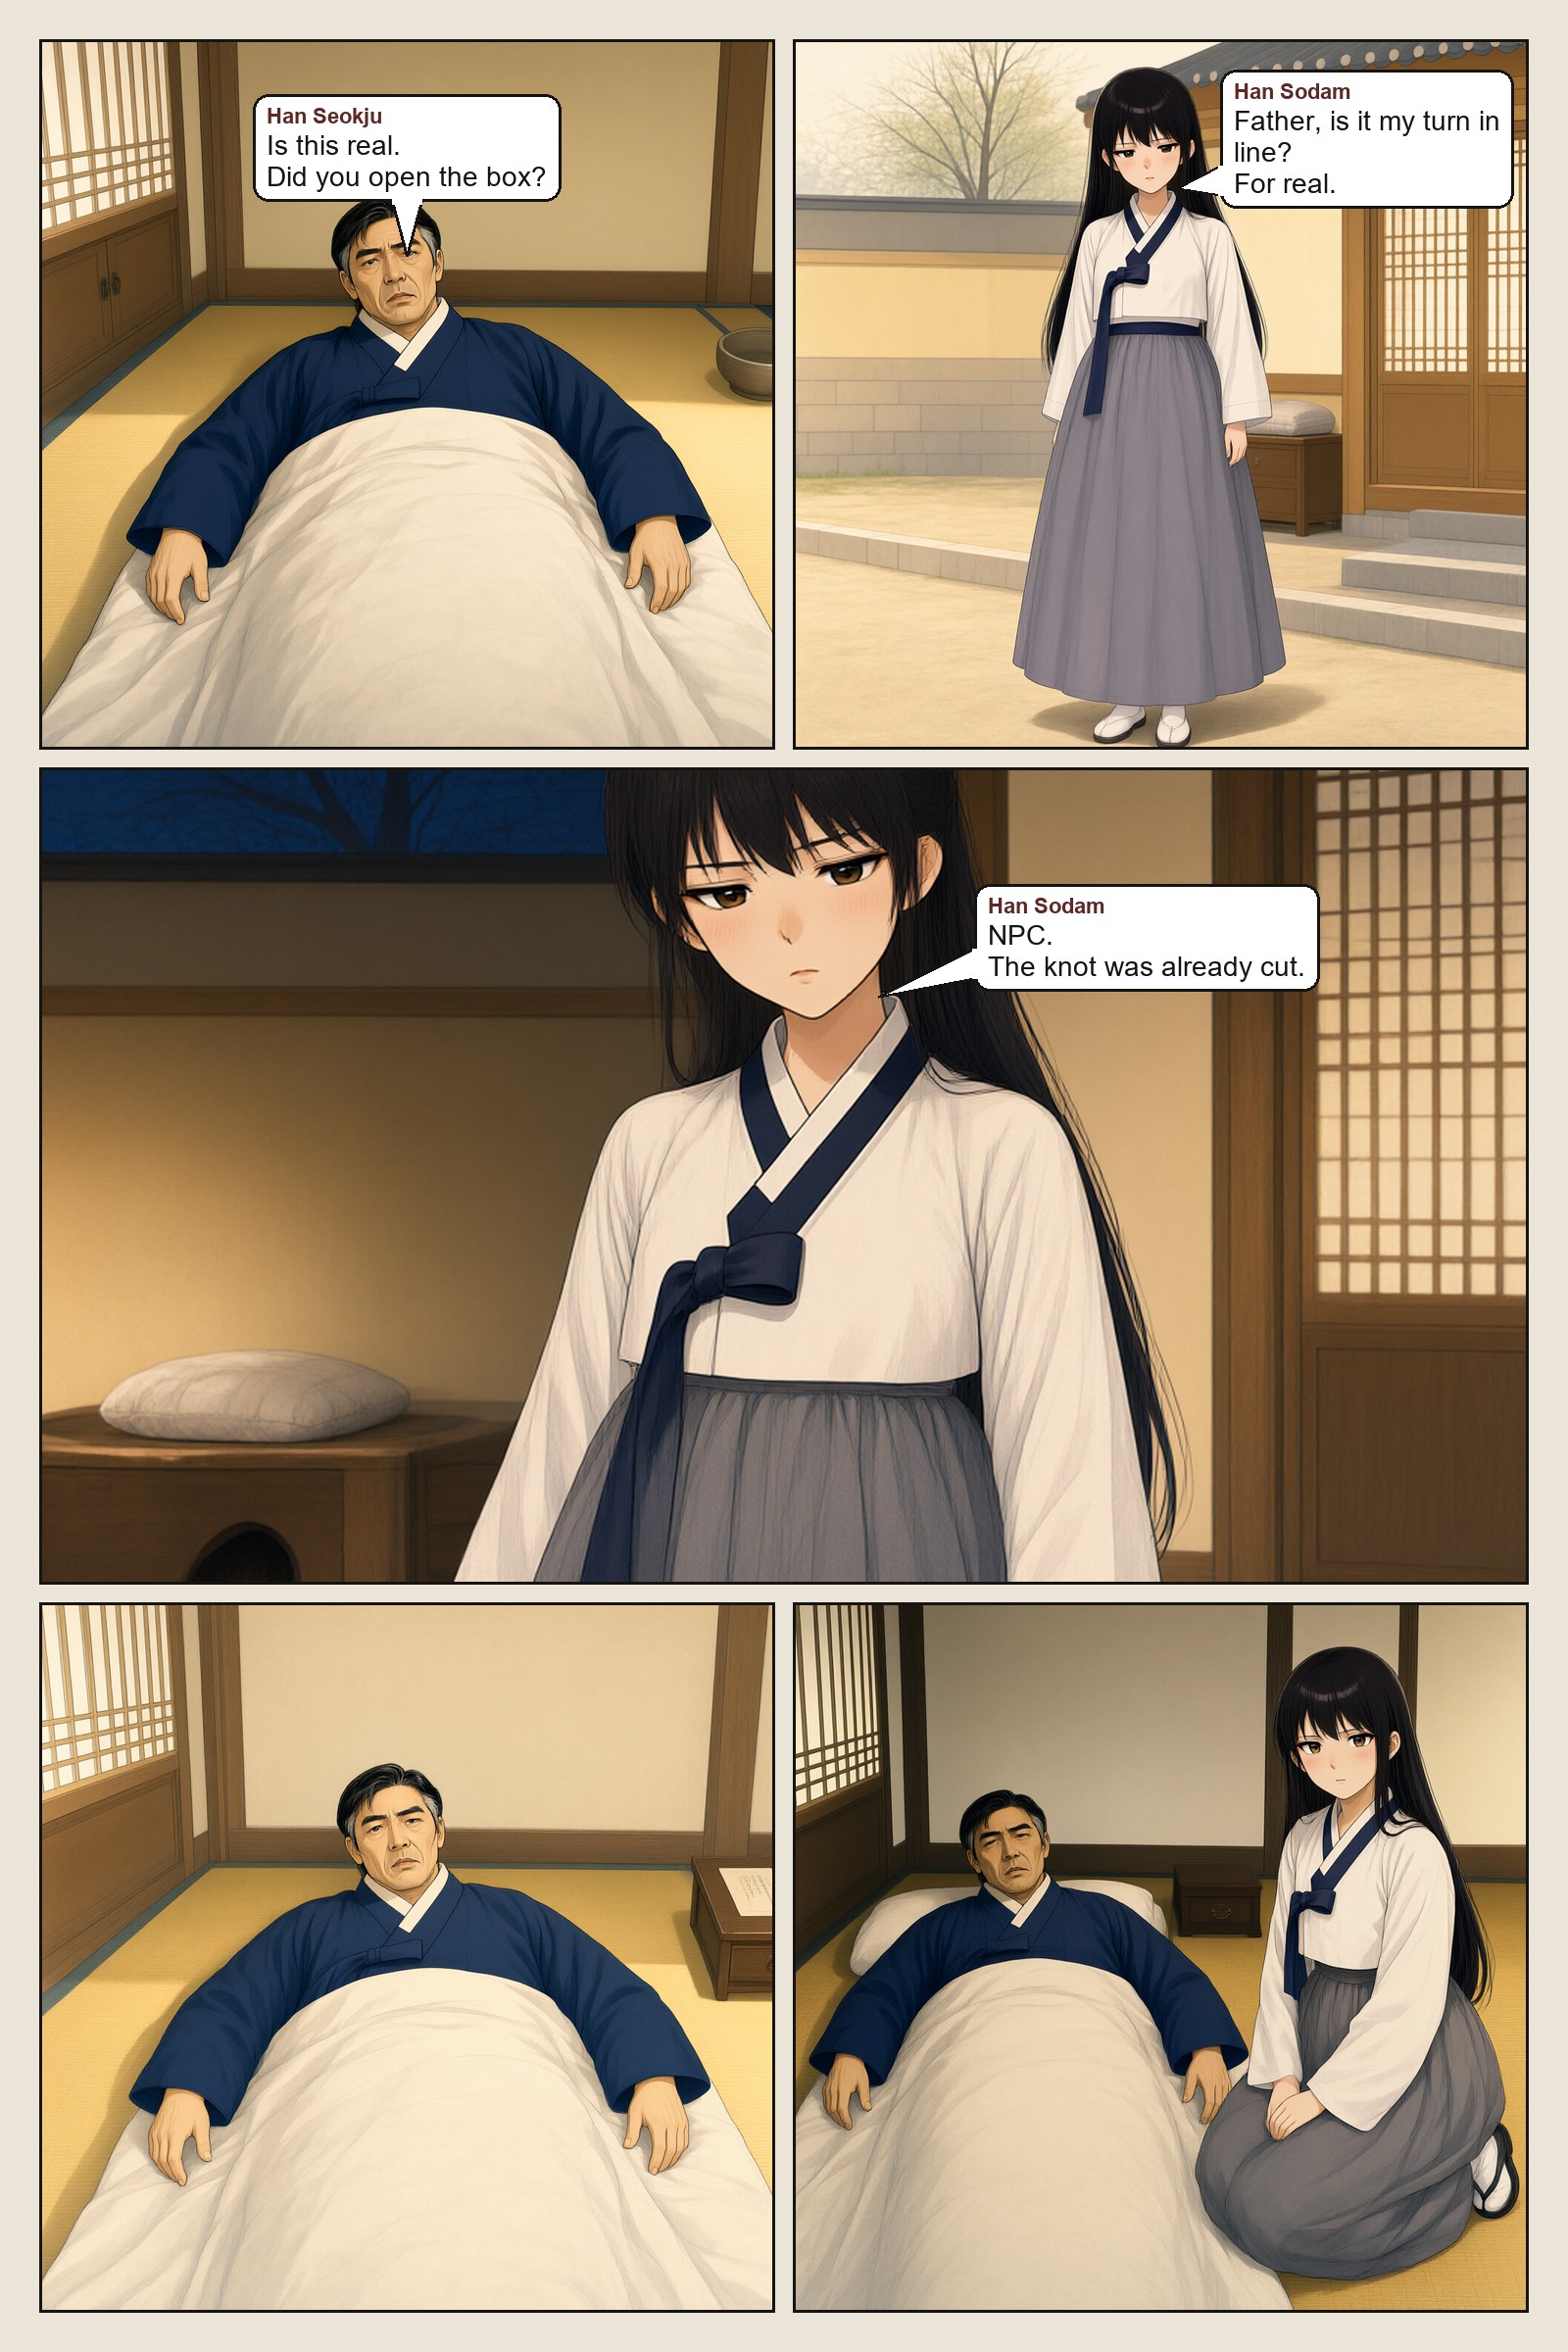 Han Seokju
Is this real.
Did you open the box?
Han Sodam
Father, is it my turn in
line?
For real.
Han Sodam
NPC.
The knot was already cut.